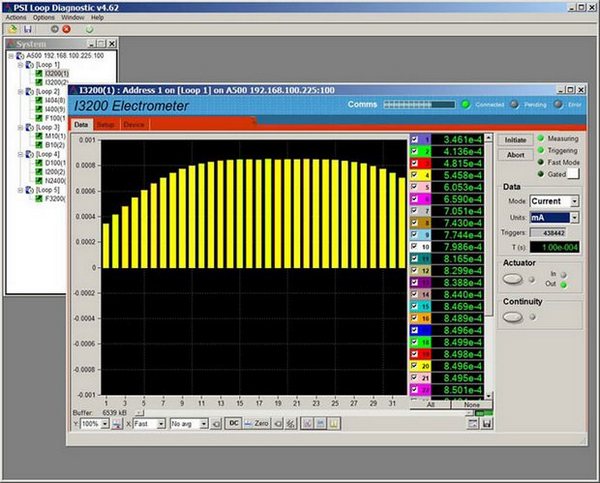 PSI Loop Diagnostic v4.62
Actions Options Window Help
System
A500 192.168.100.225:100
[Loop 1]
I3200(1)
I3200(2)
[Loop 2]
I404(8)
I400(9)
F100(1
[Loop 3]
M10(1)
B10(2)
[Loop 4]
D100(1
I200(2)
N2400(
[Loop 5]
F3200(
I3200(1) : Address 1 on [Loop 1] on A500 192.168.100.225:100
I3200 Electrometer
Comms Connected Pending Error
Data Setup Device
0.001
0.0008
0.0006
0.0004
0.0002
0
-0.0002
-0.0004
-0.0006
-0.0008
-0.001
1 3 5 7 9 11 13 15 17 19 21 23 25 27 29 31
1 3.461e-4
2 4.136e-4
3 4.815e-4
4 5.458e-4
5 6.053e-4
6 6.590e-4
7 7.051e-4
8 7.430e-4
9 7.744e-4
10 7.986e-4
11 8.165e-4
12 8.299e-4
13 8.388e-4
14 8.440e-4
15 8.469e-4
16 8.489e-4
17 8.496e-4
18 8.499e-4
19 8.498e-4
20 8.496e-4
21 8.495e-4
22 8.501e-4
All None
Initiate
Abort
Measuring
Triggering
Fast Mode
Gated
Data
Mode: Current
Units: mA
Triggers: 438442
T (s): 1.00e-004
Actuator
In
Out
Continuity
Buffer: 6539 kB
Y: 100% X: Fast No avg DC Zero